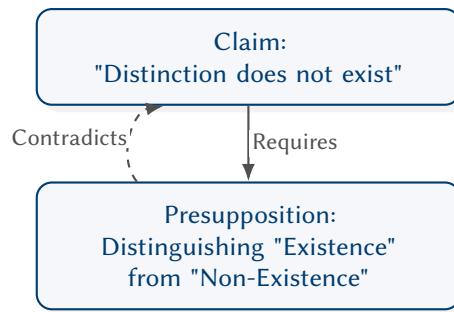 Claim:
"Distinction does not exist"
Contradicts
Requires
Presupposition:
Distinguishing "Existence"
from "Non-Existence"